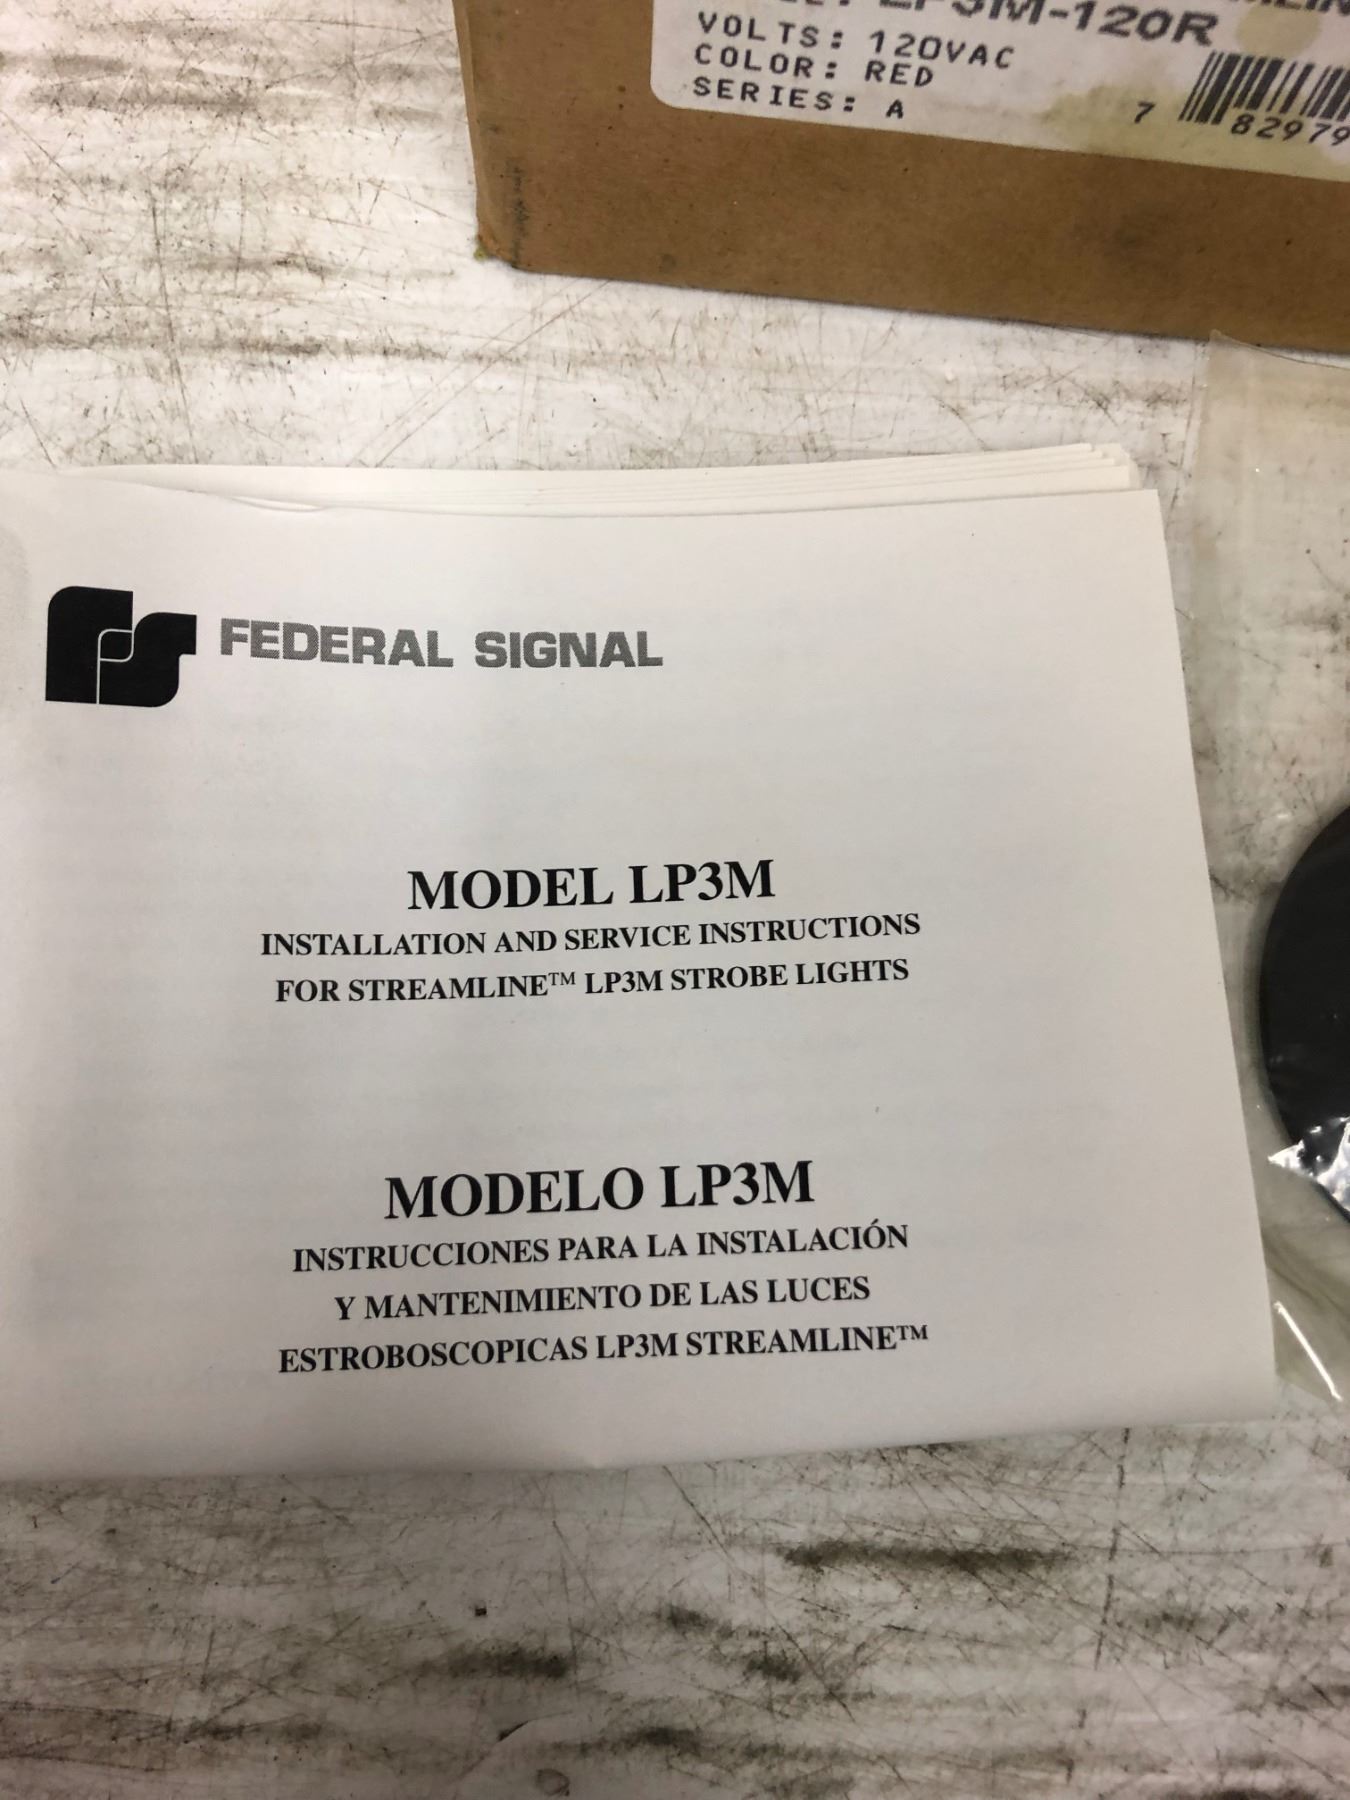 LP3M-120R
VOLTS: 120VAC
COLOR: RED
SERIES: A
7 82979
FEDERAL SIGNAL
MODEL LP3M
INSTALLATION AND SERVICE INSTRUCTIONS
FOR STREAMLINE™ LP3M STROBE LIGHTS
MODELO LP3M
INSTRUCCIONES PARA LA INSTALACIÓN
Y MANTENIMIENTO DE LAS LUCES
ESTROBOSCOPICAS LP3M STREAMLINE™